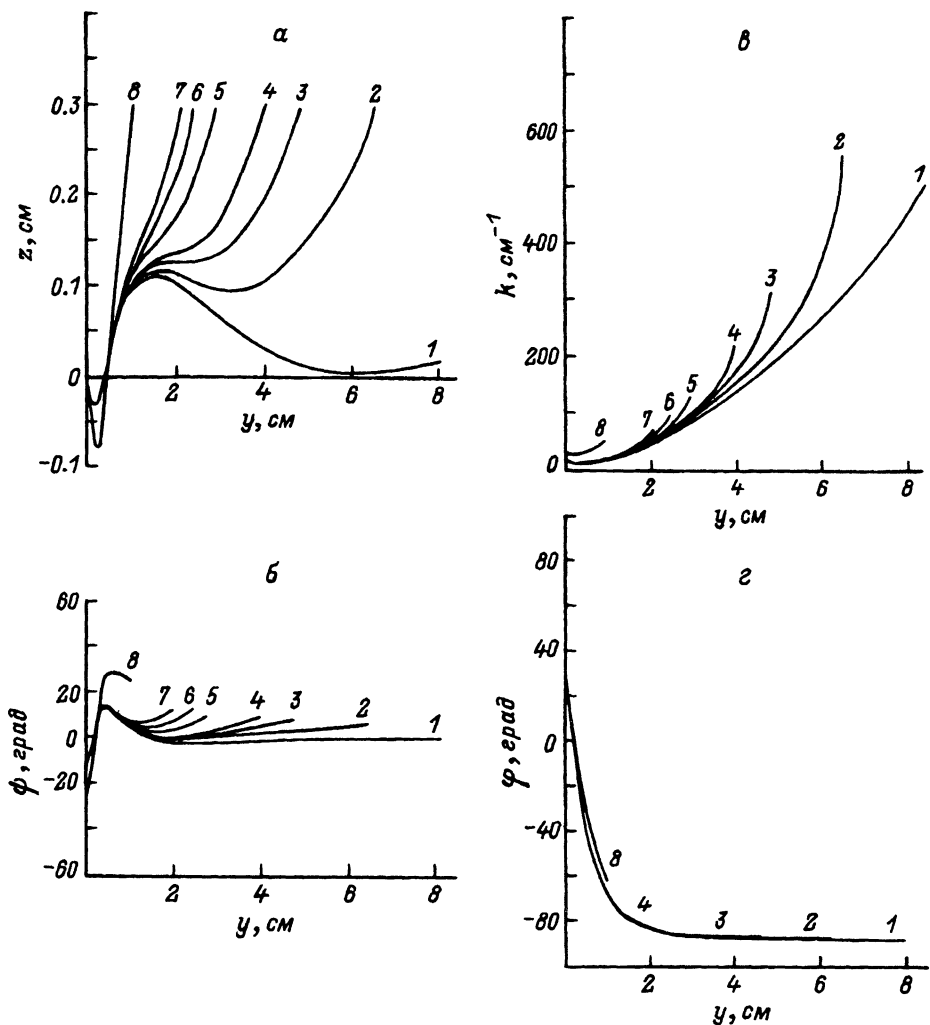 а
z, см
0.3
0.2
0.1
0
-0.1
8 7 6 5 4 3 2
1
2 4 6 8
y, см
в
k, см⁻¹
600
400
200
0
8 7 6 5 4 3 2 1
2 4 6 8
y, см
б
ϕ, град
60
20
0
-20
-60
8 7 6 5 4 3 2 1
0 2 4 6 8
y, см
г
φ, град
80
40
0
-40
-80
8
4 3 2 1
2 4 6 8
y, см